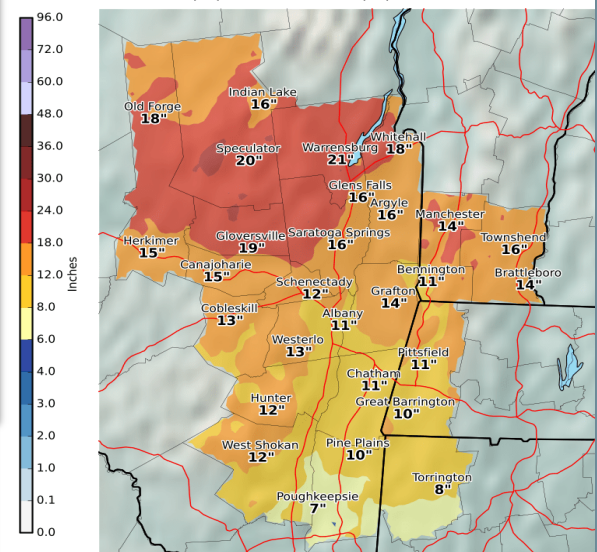 96.0
72.0
60.0
48.0
36.0
30.0
24.0
18.0
12.0
8.0
6.0
4.0
3.0
2.0
1.0
0.1
0.0
Inches
Old Forge
18"
Indian Lake
16"
Speculator
20"
Warrensburg
21"
Whitehall
18"
Glens Falls
16"
Argyle
16"
Manchester
14"
Herkimer
15"
Gloversville
19"
Saratoga Springs
16"
Townshend
16"
Canajoharie
15"
Schenectady
12"
Bennington
11"
Brattleboro
14"
Grafton
14"
Cobleskill
13"
Albany
11"
Westerlo
13"
Pittsfield
11"
Chatham
11"
Hunter
12"
Great Barrington
10"
West Shokan
12"
Pine Plains
10"
Torrington
8"
Poughkeepsie
7"